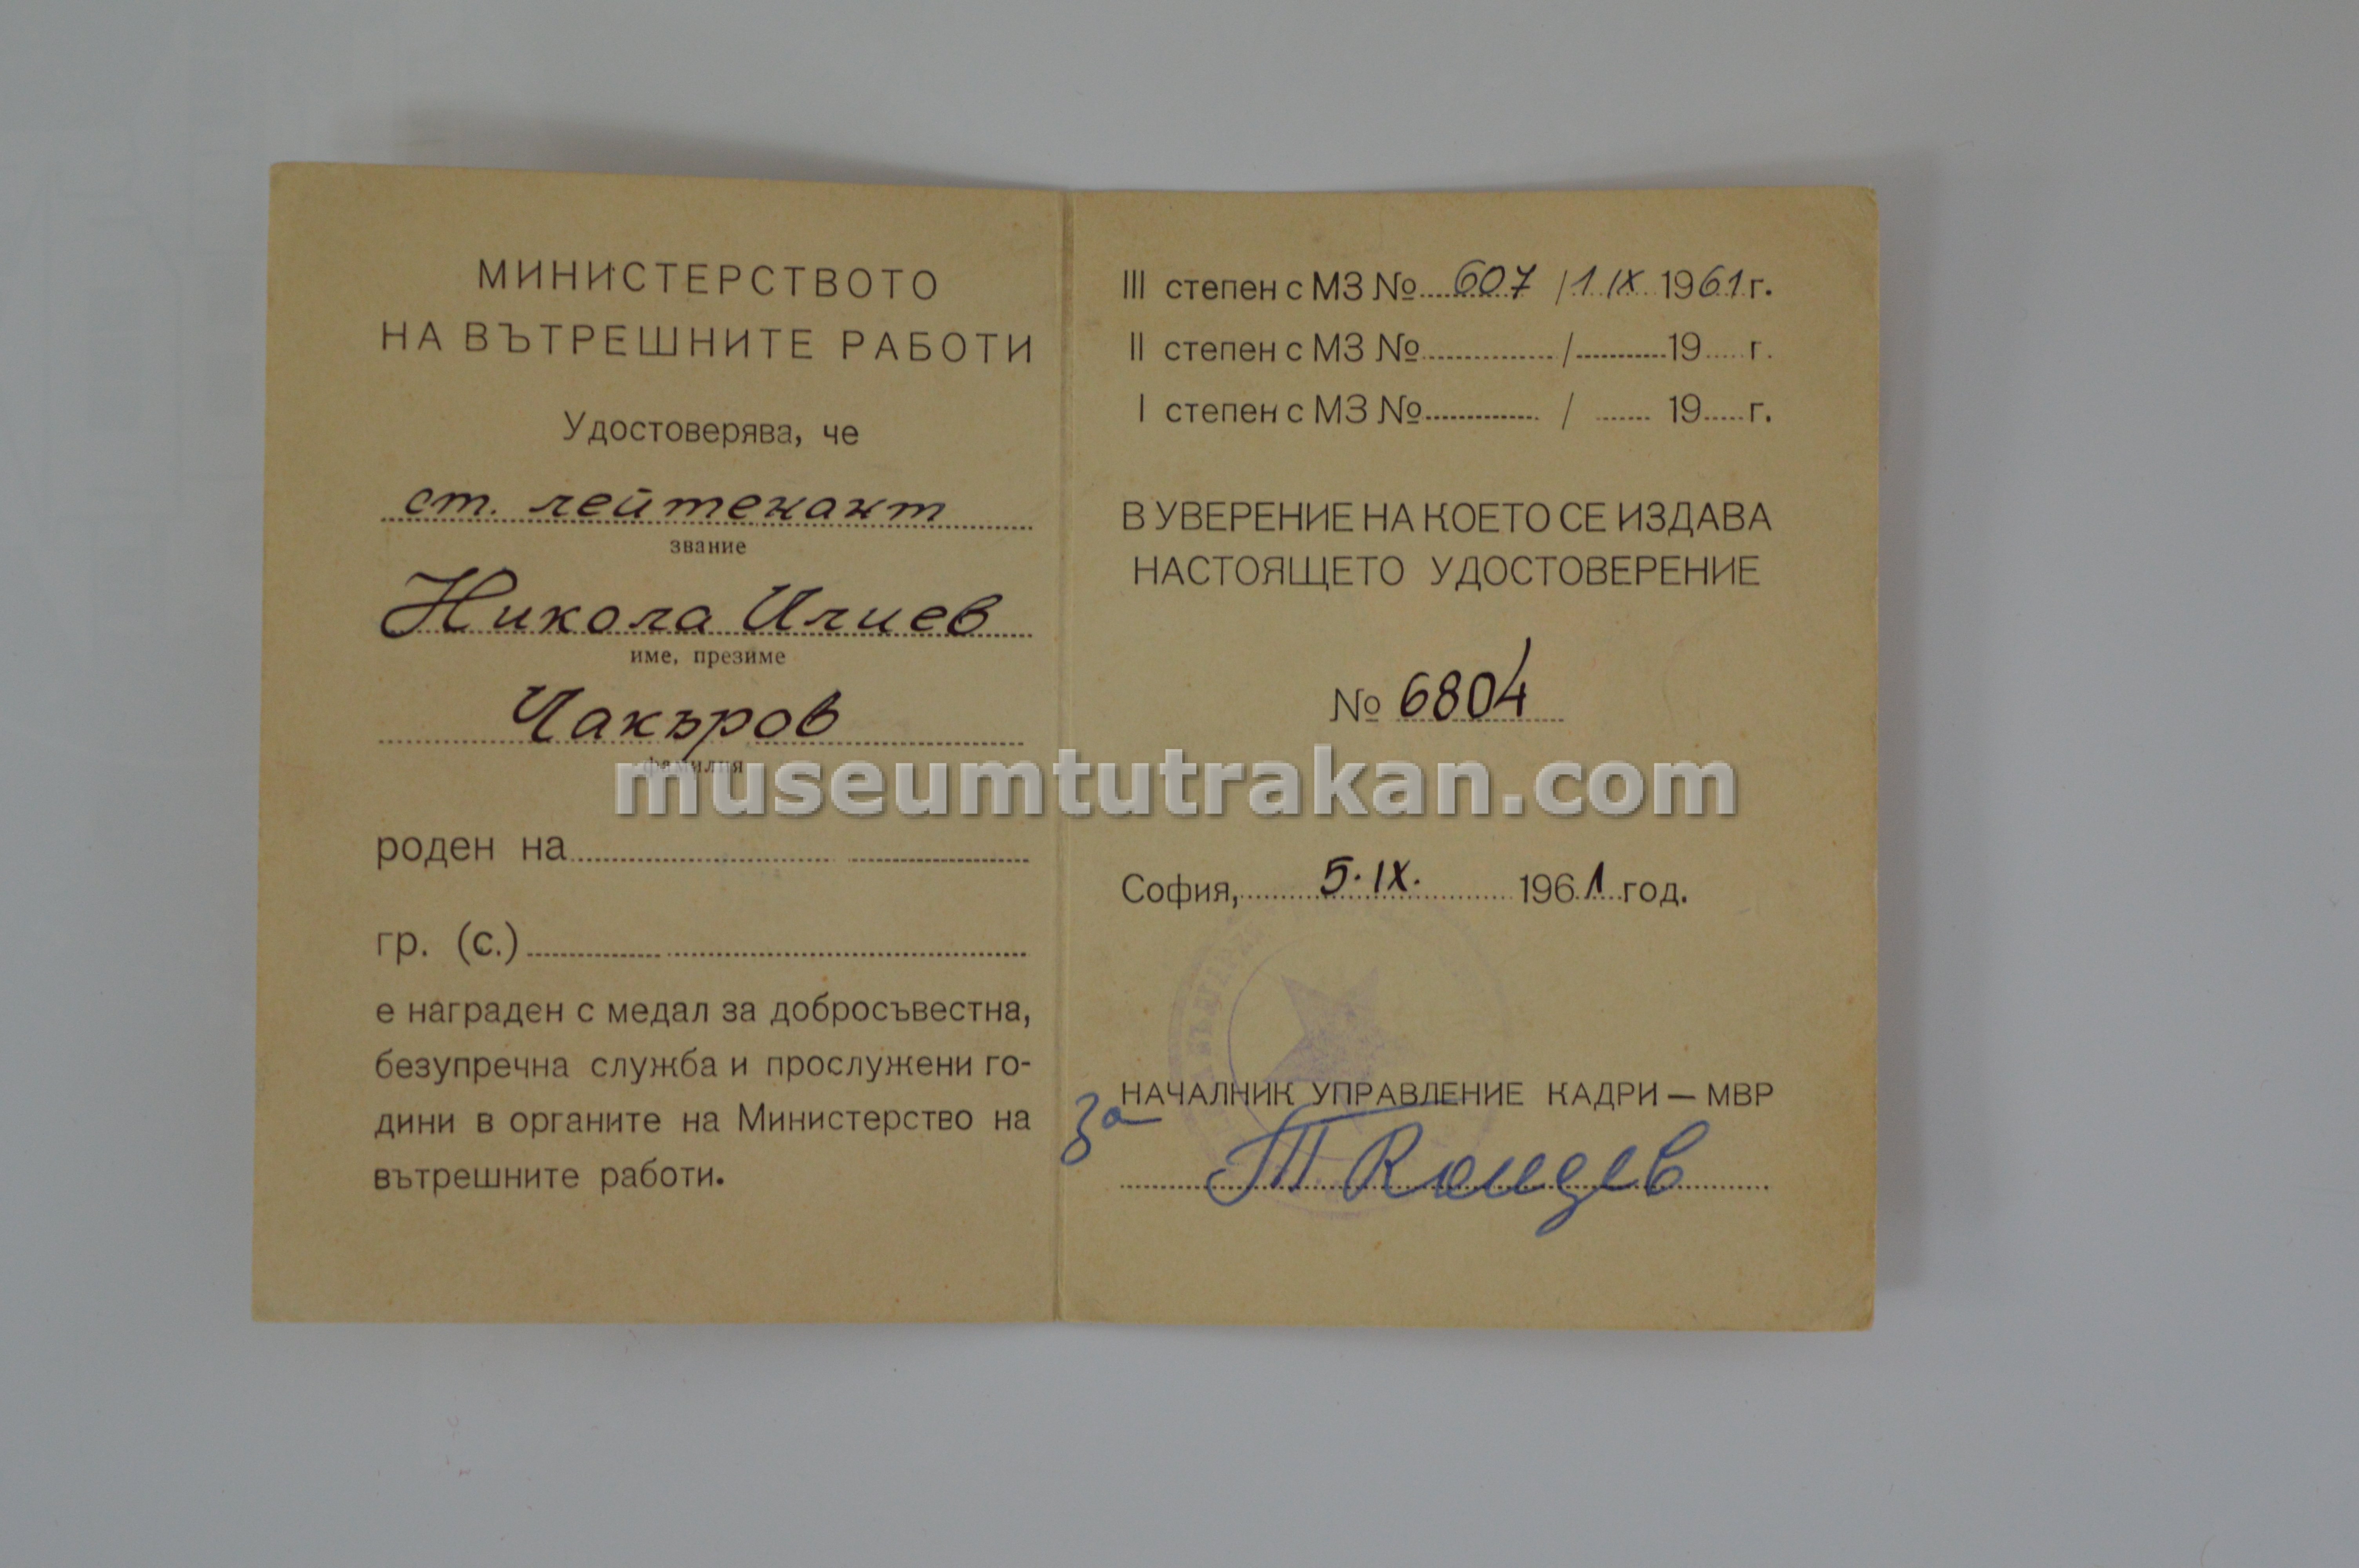 МИНИСТЕРСТВОТО
НА ВЪТРЕШНИТЕ РАБОТИ
Удостоверява, че
ст. лейтенант
звание
Никола Илиев
име, презиме
Чакъров
фамилия
роден на
гр. (с.)
е награден с медал за добросъвестна,
безупречна служба и прослужени го-
дини в органите на Министерство на
вътрешните работи.
III степен с МЗ № 607 / 1 IX 1961 г.
II степен с МЗ № / 19 г.
I степен с МЗ № / 19 г.
В УВЕРЕНИЕ НА КОЕТО СЕ ИЗДАВА
НАСТОЯЩЕТО УДОСТОВЕРЕНИЕ
№ 6804
София, 5. IX. 1961 год.
НАЧАЛНИК УПРАВЛЕНИЕ КАДРИ — МВР
за
museumtutrakan.com